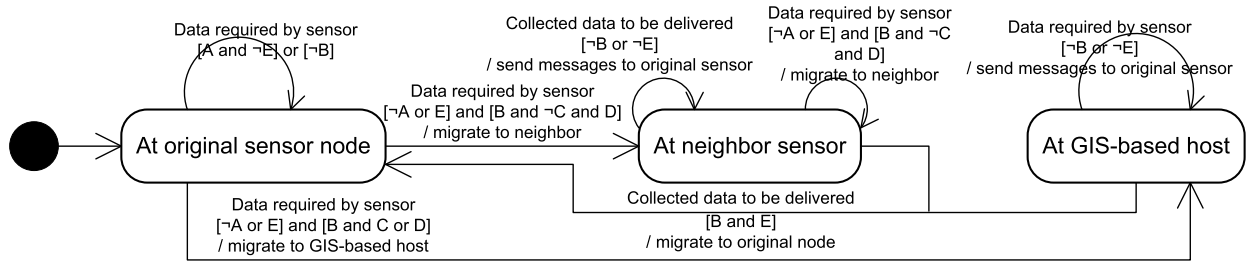 Data required by sensor
[A and ¬E] or [¬B]
Collected data to be delivered
[¬B or ¬E]
/ send messages to original sensor
Data required by sensor
[¬A or E] and [B and ¬C
and D]
/ migrate to neighbor
Data required by sensor
[¬B or ¬E]
/ send messages to original sensor
Data required by sensor
[¬A or E] and [B and ¬C and D]
/ migrate to neighbor
At original sensor node
At neighbor sensor
At GIS-based host
Data required by sensor
[¬A or E] and [B and C or D]
/ migrate to GIS-based host
Collected data to be delivered
[B and E]
/ migrate to original node